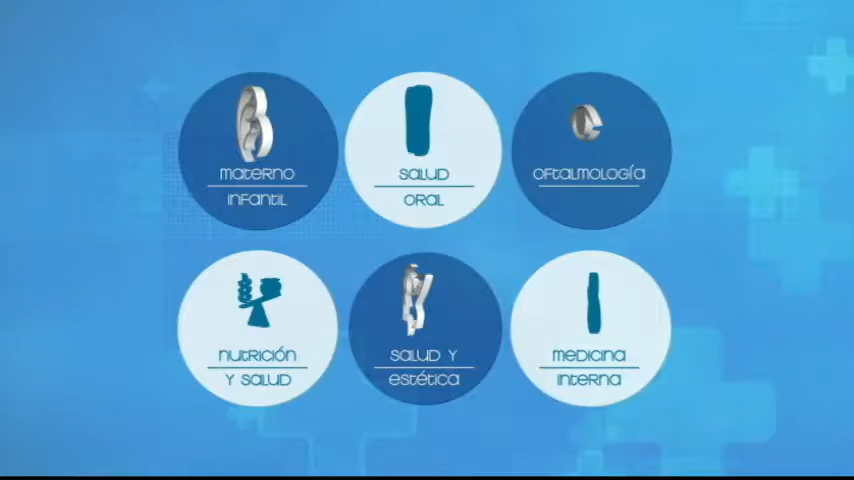 materno
infantil
salud
oral
oftalmología
nutrición
y salud
salud y
estética
medicina
interna